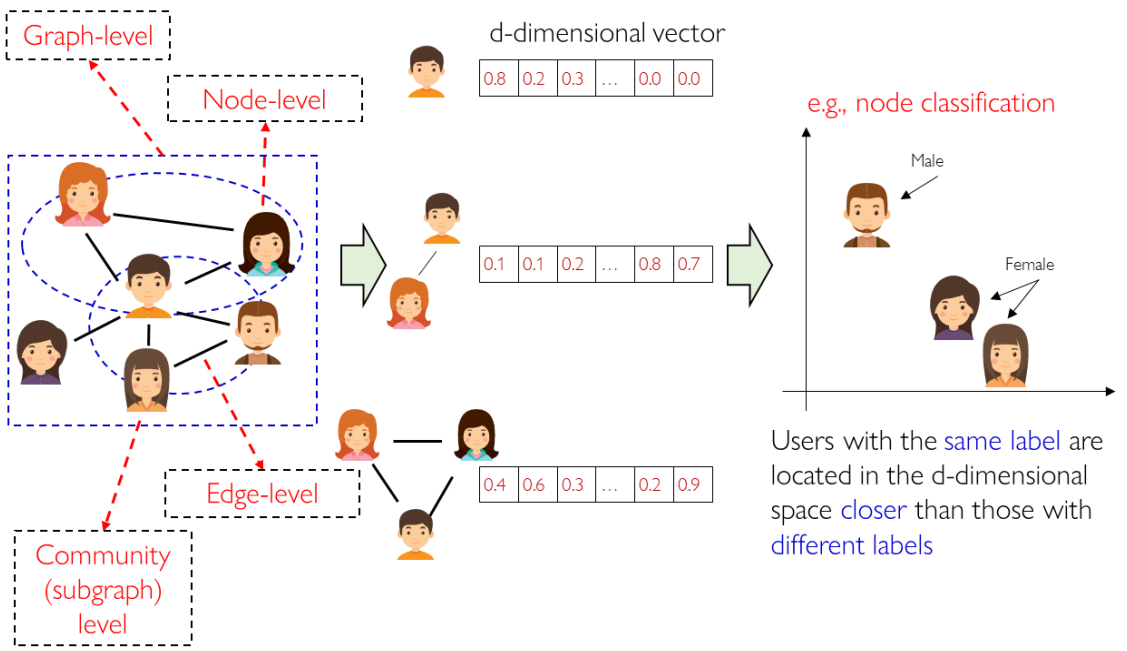 Graph-level
Node-level
Edge-level
Community
(subgraph)
level
d-dimensional vector
0.8 0.2 0.3 ... 0.0 0.0
0.1 0.1 0.2 ... 0.8 0.7
0.4 0.6 0.3 ... 0.2 0.9
e.g., node classification
Male
Female
Users with the same label are
located in the d-dimensional
space closer than those with
different labels